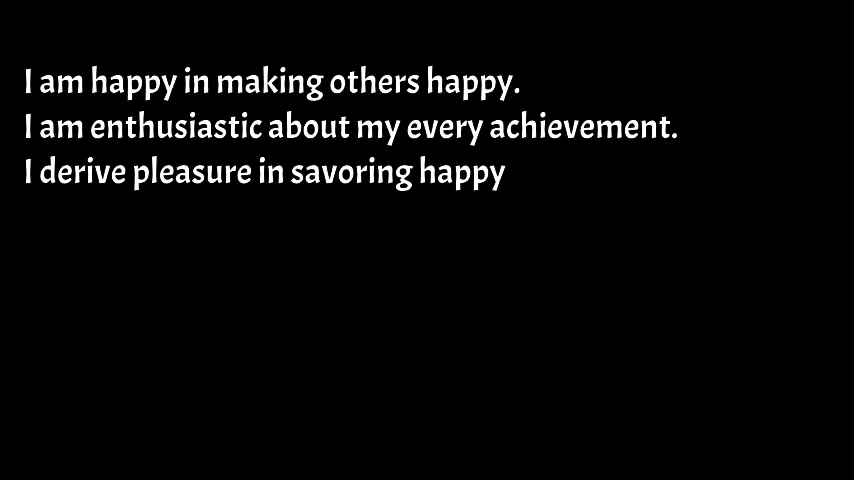 I am happy in making others happy.
I am enthusiastic about my every achievement.
I derive pleasure in savoring happy